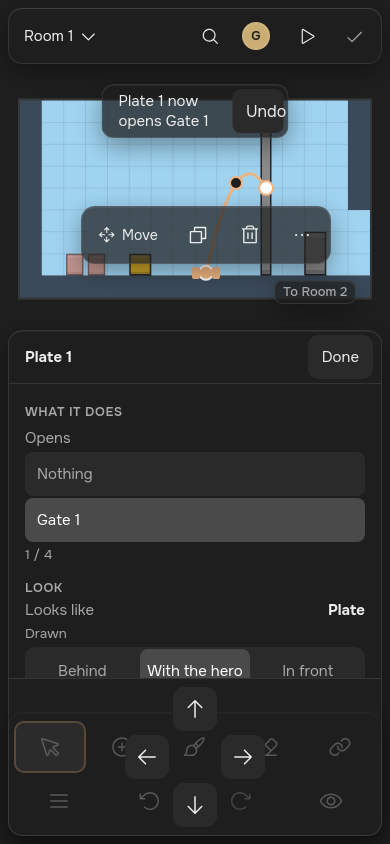 Room 1
G
Plate 1 now
opens Gate 1
Undo
Move
To Room 2
Plate 1
Done
WHAT IT DOES
Opens
Nothing
Gate 1
1 / 4
LOOK
Looks like
Plate
Drawn
Behind
With the hero
In front